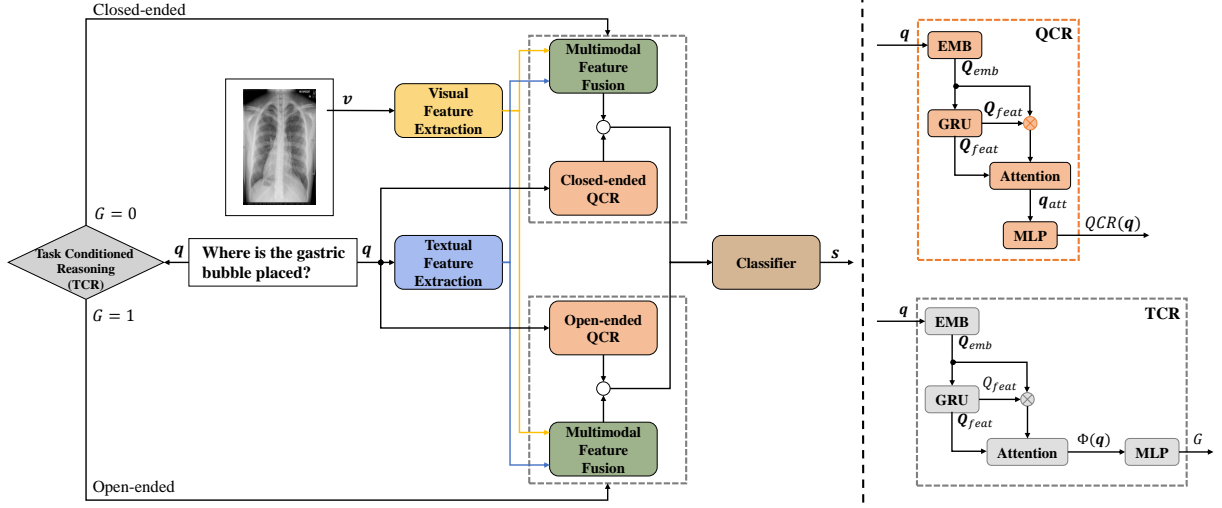 Closed-ended
Multimodal
Feature
Fusion
v
Visual
Feature
Extraction
Closed-ended
QCR
G = 0
Task Conditioned
Reasoning
(TCR)
q
Where is the gastric
bubble placed?
q
Textual
Feature
Extraction
Classifier
s
G = 1
Open-ended
QCR
Multimodal
Feature
Fusion
Open-ended
QCR
q
EMB
Q_emb
GRU
Q_feat
Q_feat
Attention
q_att
MLP
QCR(q)
TCR
q
EMB
Q_emb
GRU
Q_feat
Q_feat
Attention
Φ(q)
MLP
G